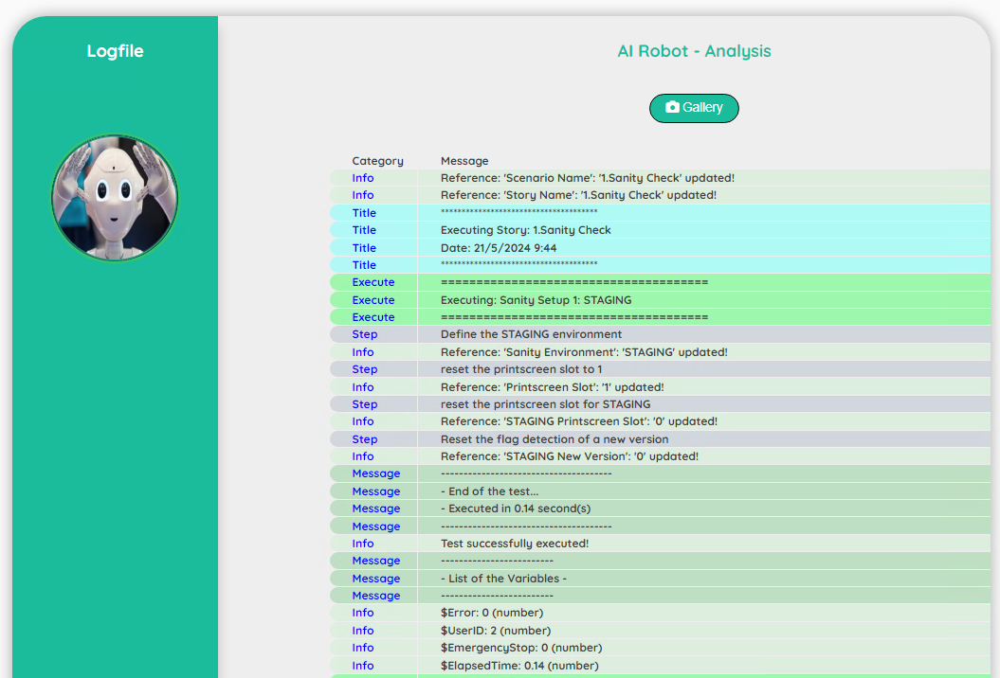 Logfile
AI Robot - Analysis
Gallery
Category Message
Info Reference: 'Scenario Name': '1.Sanity Check' updated!
Info Reference: 'Story Name': '1.Sanity Check' updated!
Title **************************************
Title Executing Story: 1.Sanity Check
Title Date: 21/5/2024 9:44
Title **************************************
Execute ======================================
Execute Executing: Sanity Setup 1: STAGING
Execute ======================================
Step Define the STAGING environment
Info Reference: 'Sanity Environment': 'STAGING' updated!
Step reset the printscreen slot to 1
Info Reference: 'Printscreen Slot': '1' updated!
Step reset the printscreen slot for STAGING
Info Reference: 'STAGING Printscreen Slot': '0' updated!
Step Reset the flag detection of a new version
Info Reference: 'STAGING New Version': '0' updated!
Message --------------------------------------
Message - End of the test...
Message - Executed in 0.14 second(s)
Message --------------------------------------
Info Test successfully executed!
Message -------------------------
Message - List of the Variables -
Message -------------------------
Info $Error: 0 (number)
Info $UserID: 2 (number)
Info $EmergencyStop: 0 (number)
Info $ElapsedTime: 0.14 (number)